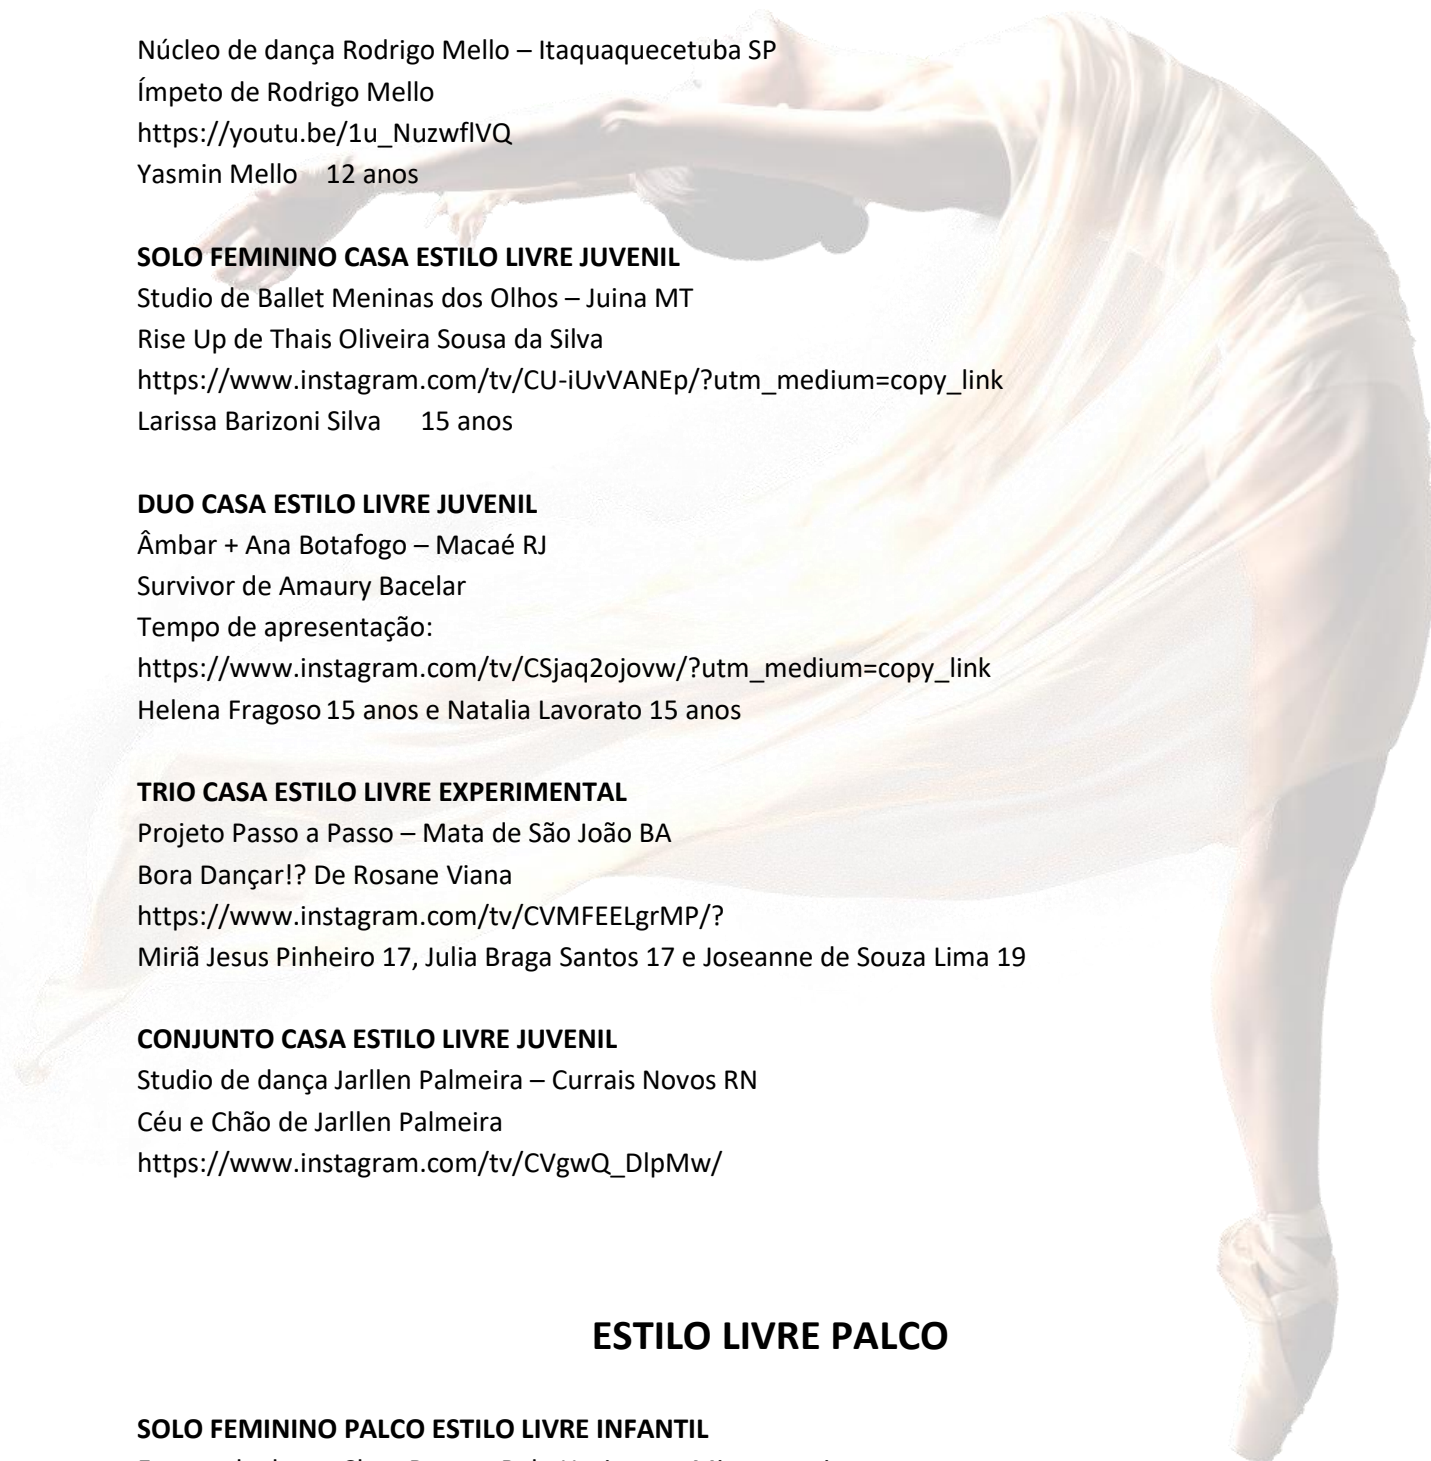 Núcleo de dança Rodrigo Mello – Itaquaquecetuba SP
Ímpeto de Rodrigo Mello
https://youtu.be/1u_NuzwflVQ
Yasmin Mello 12 anos
SOLO FEMININO CASA ESTILO LIVRE JUVENIL
Studio de Ballet Meninas dos Olhos – Juina MT
Rise Up de Thais Oliveira Sousa da Silva
https://www.instagram.com/tv/CU-iUvVANEp/?utm_medium=copy_link
Larissa Barizoni Silva 15 anos
DUO CASA ESTILO LIVRE JUVENIL
Âmbar + Ana Botafogo – Macaé RJ
Survivor de Amaury Bacelar
Tempo de apresentação:
https://www.instagram.com/tv/CSjaq2ojovw/?utm_medium=copy_link
Helena Fragoso 15 anos e Natalia Lavorato 15 anos
TRIO CASA ESTILO LIVRE EXPERIMENTAL
Projeto Passo a Passo – Mata de São João BA
Bora Dançar!? De Rosane Viana
https://www.instagram.com/tv/CVMFEELgrMP/?
Miriã Jesus Pinheiro 17, Julia Braga Santos 17 e Joseanne de Souza Lima 19
CONJUNTO CASA ESTILO LIVRE JUVENIL
Studio de dança Jarllen Palmeira – Currais Novos RN
Céu e Chão de Jarllen Palmeira
https://www.instagram.com/tv/CVgwQ_DlpMw/
ESTILO LIVRE PALCO
SOLO FEMININO PALCO ESTILO LIVRE INFANTIL